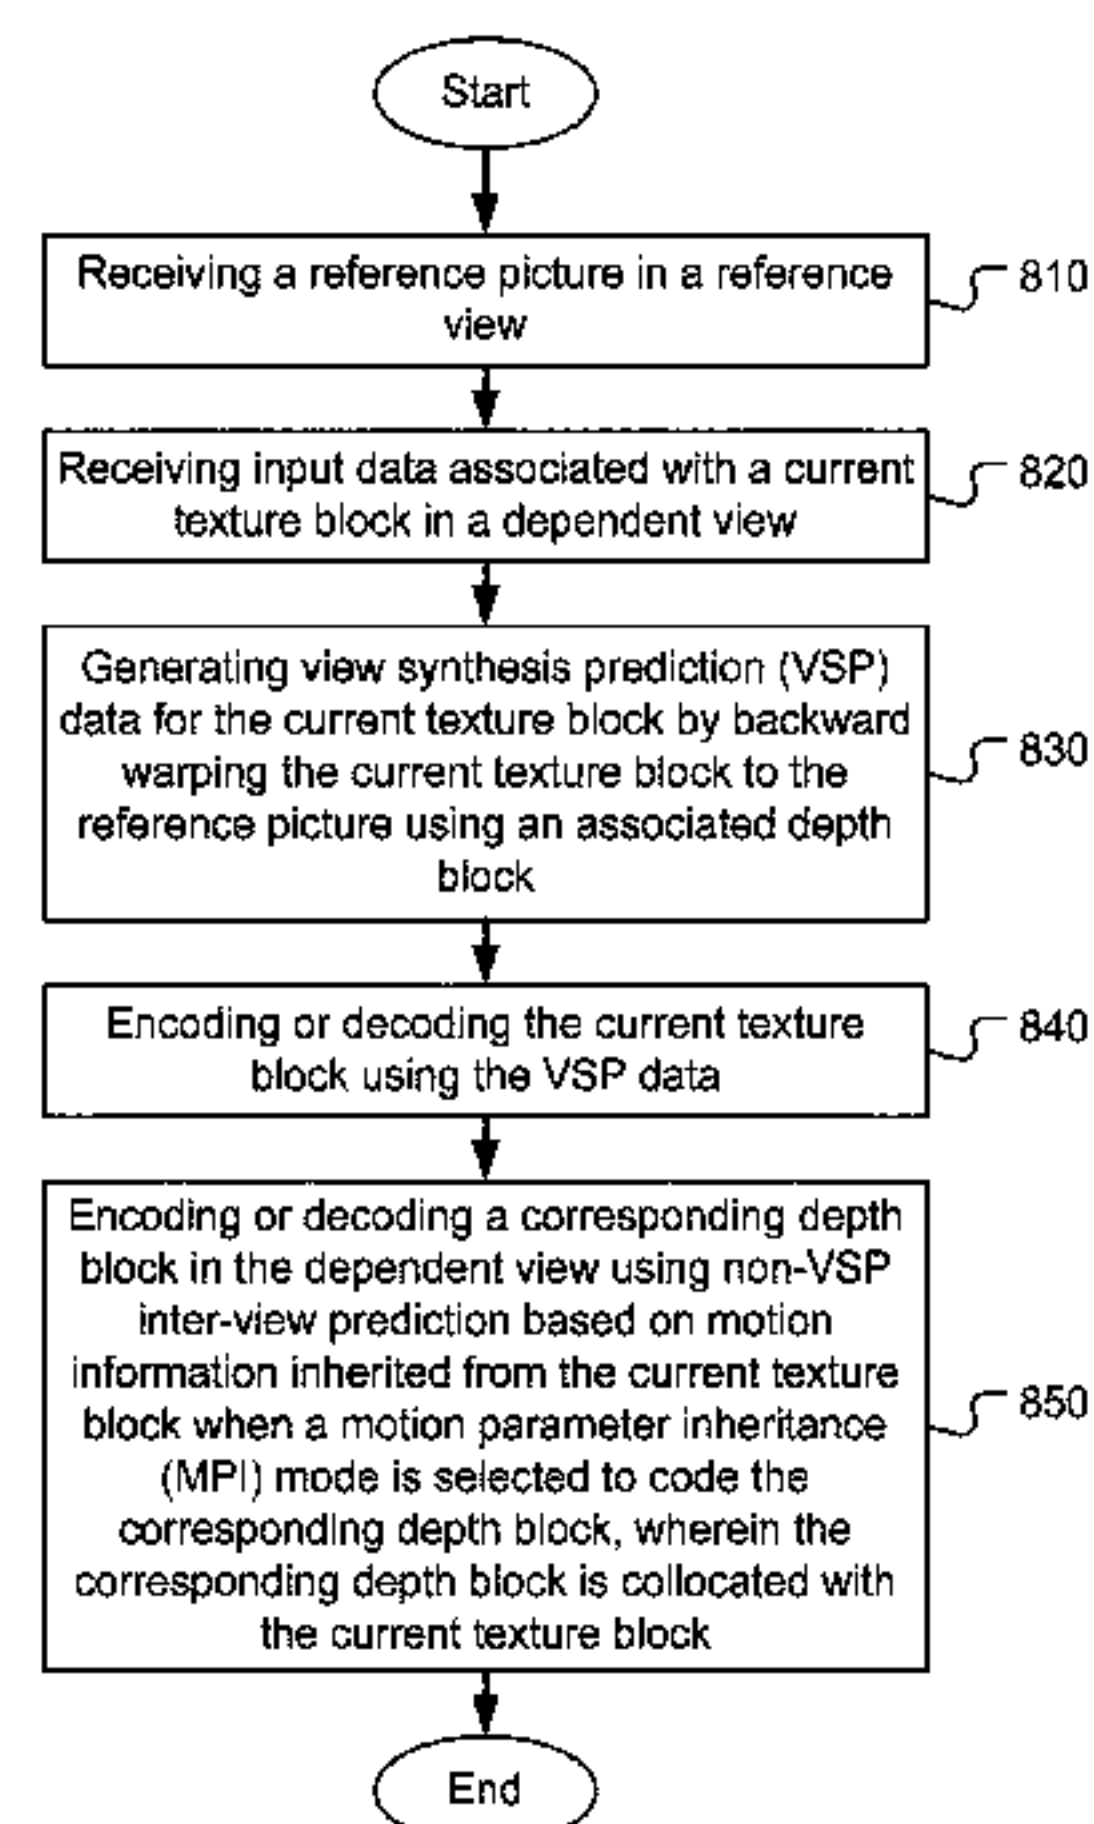 Start
Receiving a reference picture in a reference
view
810
Receiving input data associated with a current
texture block in a dependent view
820
Generating view synthesis prediction (VSP)
data for the current texture block by backward
warping the current texture block to the
reference picture using an associated depth
block
830
Encoding or decoding the current texture
block using the VSP data
840
Encoding or decoding a corresponding depth
block in the dependent view using non-VSP
inter-view prediction based on motion
information inherited from the current texture
block when a motion parameter inheritance
(MPI) mode is selected to code the
corresponding depth block, wherein the
corresponding depth block is collocated with
the current texture block
850
End